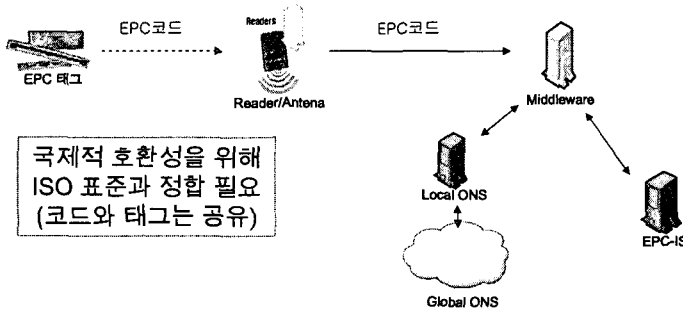 EPC코드
Readers
EPC코드
EPC 태그
Reader/Antena
Middleware
국제적 호환성을 위해
ISO 표준과 정합 필요
(코드와 태그는 공유)
Local ONS
EPC-IS
Global ONS